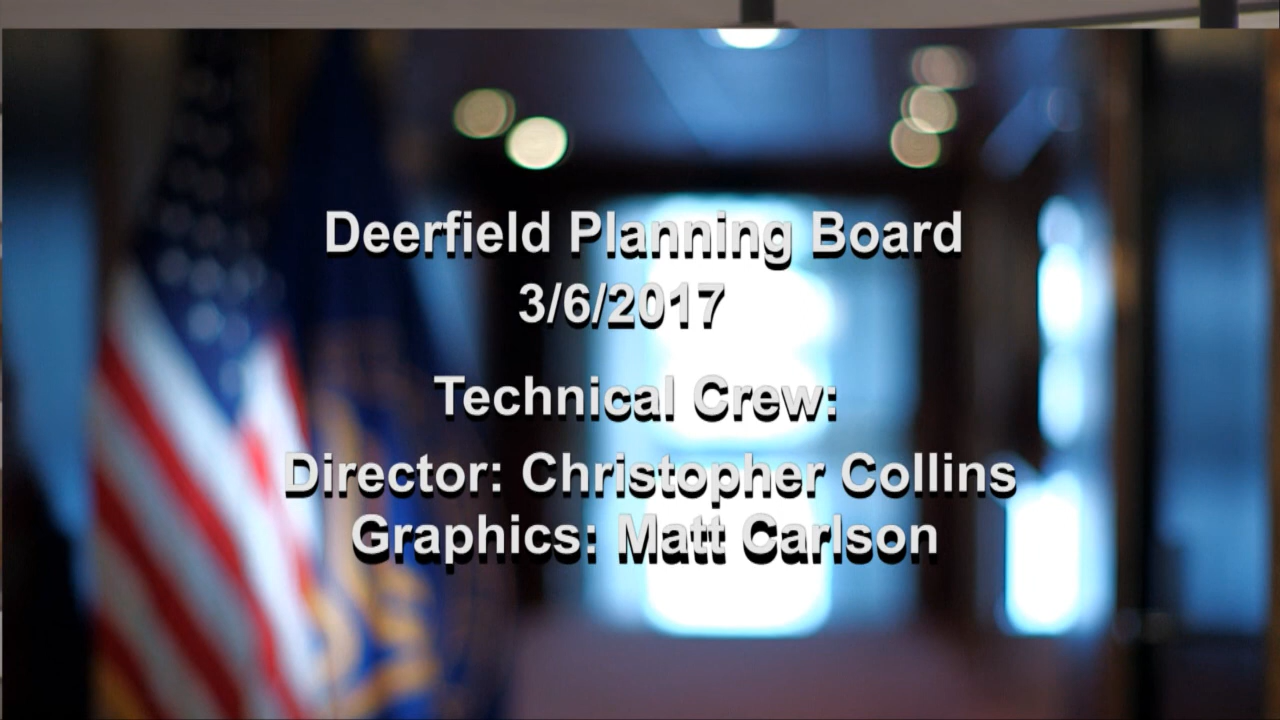 Deerfield Planning Board
3/6/2017
Technical Crew:
Director: Christopher Collins
Graphics: Matt Carlson